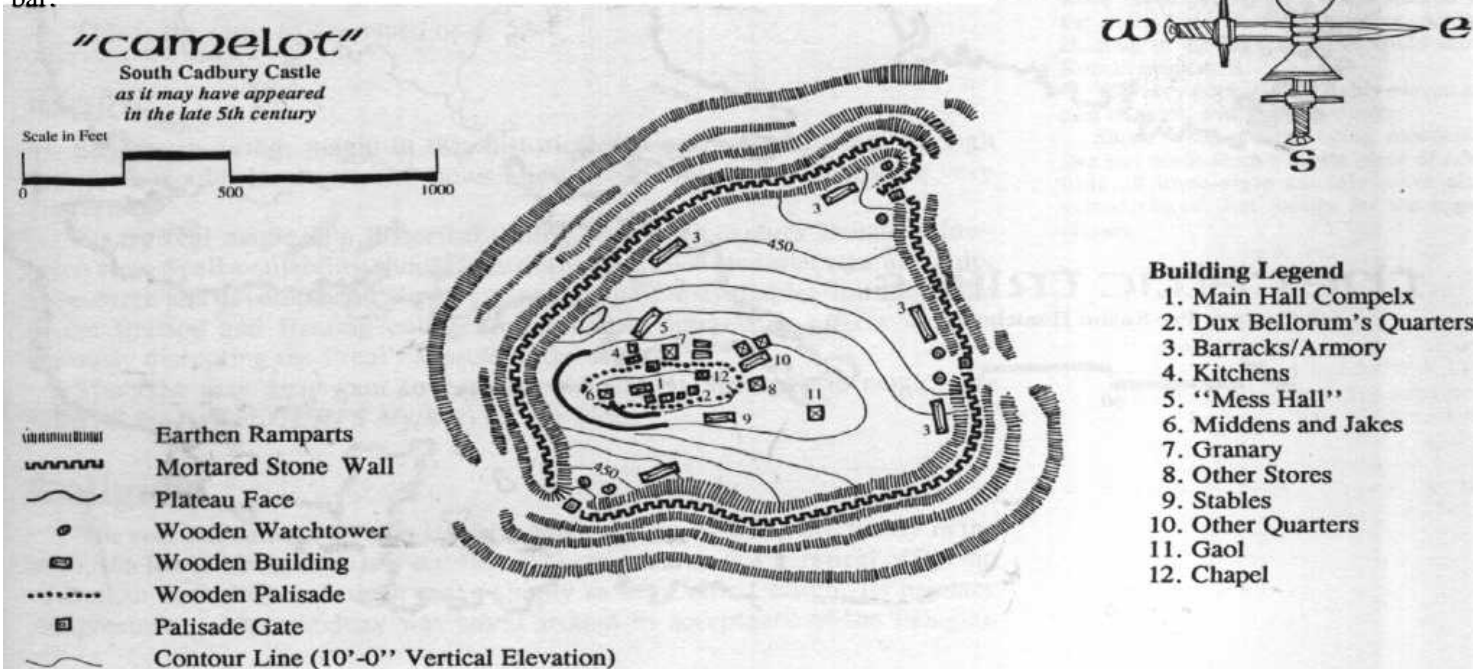 bar.
"camelot"
South Cadbury Castle
as it may have appeared
in the late 5th century
Scale in Feet
0 500 1000
W E
S
3
450
3
3
5
7
10
12
6
2
8
11
9
3
450
Earthen Ramparts
Mortared Stone Wall
Plateau Face
Wooden Watchtower
Wooden Building
Wooden Palisade
Palisade Gate
Contour Line (10'-0'' Vertical Elevation)
Building Legend
1. Main Hall Compelx
2. Dux Bellorum's Quarters
3. Barracks/Armory
4. Kitchens
5. "Mess Hall"
6. Middens and Jakes
7. Granary
8. Other Stores
9. Stables
10. Other Quarters
11. Gaol
12. Chapel